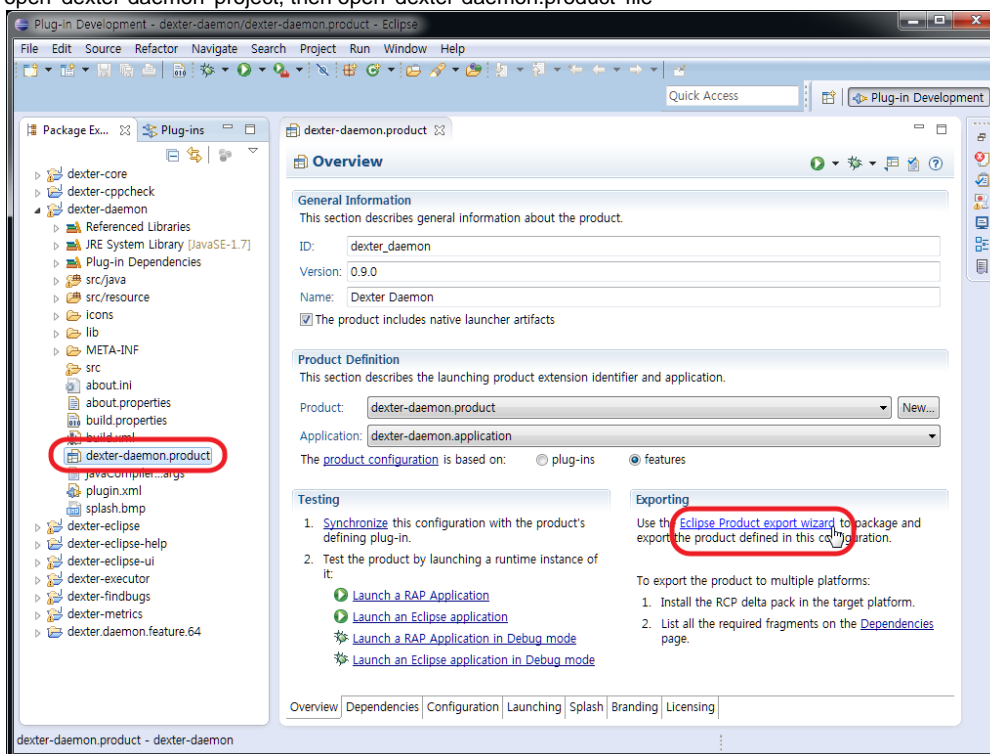 open dexter-daemon project, then open dexter-daemon.product file
Plug-in Development - dexter-daemon/dexter-daemon.product - Eclipse
File Edit Source Refactor Navigate Search Project Run Window Help
Quick Access
Plug-in Development
Package Ex...
Plug-ins
dexter-core
dexter-cppcheck
dexter-daemon
Referenced Libraries
JRE System Library [JavaSE-1.7]
Plug-in Dependencies
src/java
src/resource
icons
lib
META-INF
src
about.ini
about.properties
build.properties
build.xml
dexter-daemon.product
javaCompiler...args
plugin.xml
splash.bmp
dexter-eclipse
dexter-eclipse-help
dexter-eclipse-ui
dexter-executor
dexter-findbugs
dexter-metrics
dexter.daemon.feature.64
dexter-daemon.product
Overview
General Information
This section describes general information about the product.
ID: dexter_daemon
Version: 0.9.0
Name: Dexter Daemon
The product includes native launcher artifacts
Product Definition
This section describes the launching product extension identifier and application.
Product: dexter-daemon.product New...
Application: dexter-daemon.application
The product configuration is based on: plug-ins features
Testing
1. Synchronize this configuration with the product's
defining plug-in.
2. Test the product by launching a runtime instance of
it:
Launch a RAP Application
Launch an Eclipse application
Launch a RAP Application in Debug mode
Launch an Eclipse application in Debug mode
Exporting
Use the Eclipse Product export wizard to package and
export the product defined in this configuration.
To export the product to multiple platforms:
1. Install the RCP delta pack in the target platform.
2. List all the required fragments on the Dependencies
page.
Overview Dependencies Configuration Launching Splash Branding Licensing
dexter-daemon.product - dexter-daemon